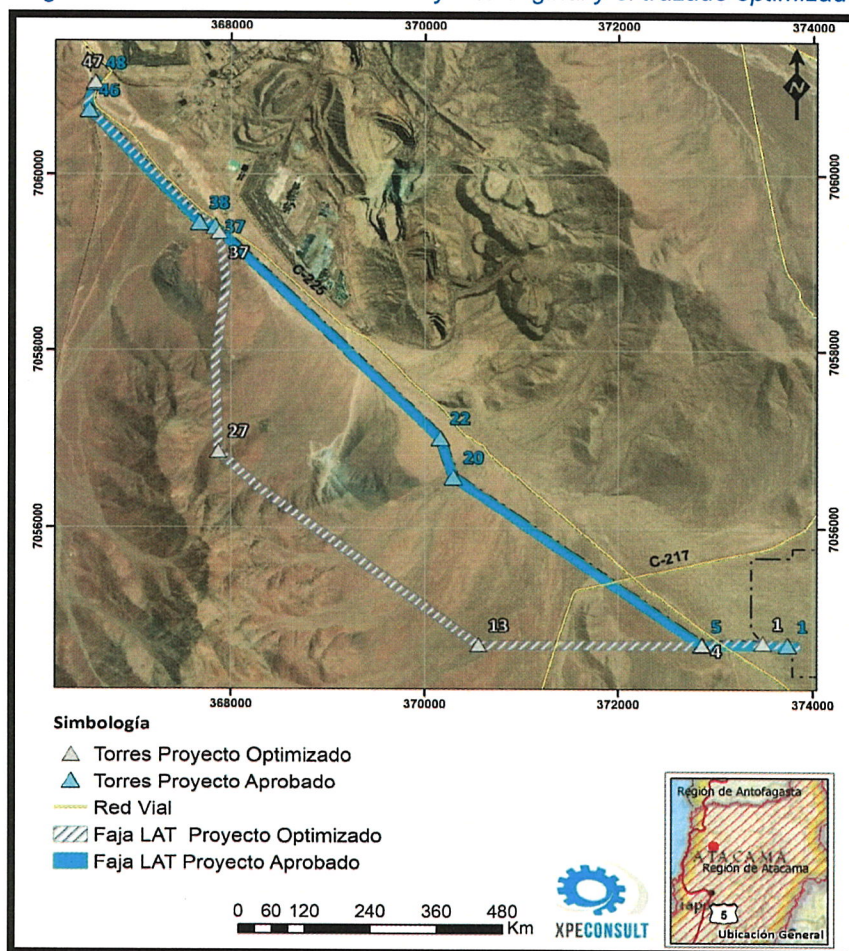 368000 370000 372000 374000
47 48
46
N
7060000 7060000
38
37
37
C-225
7058000 7058000
22
27
20
7056000 7056000
C-217
13 5 1 1
4
368000 370000 372000 374000
Simbología
Torres Proyecto Optimizado
Torres Proyecto Aprobado
Red Vial
Faja LAT Proyecto Optimizado
Faja LAT Proyecto Aprobado
0 60 120 240 360 480
Km
XPECONSULT
Región de Antofagasta
ATACAMA
Región de Atacama
5
Ubicación General